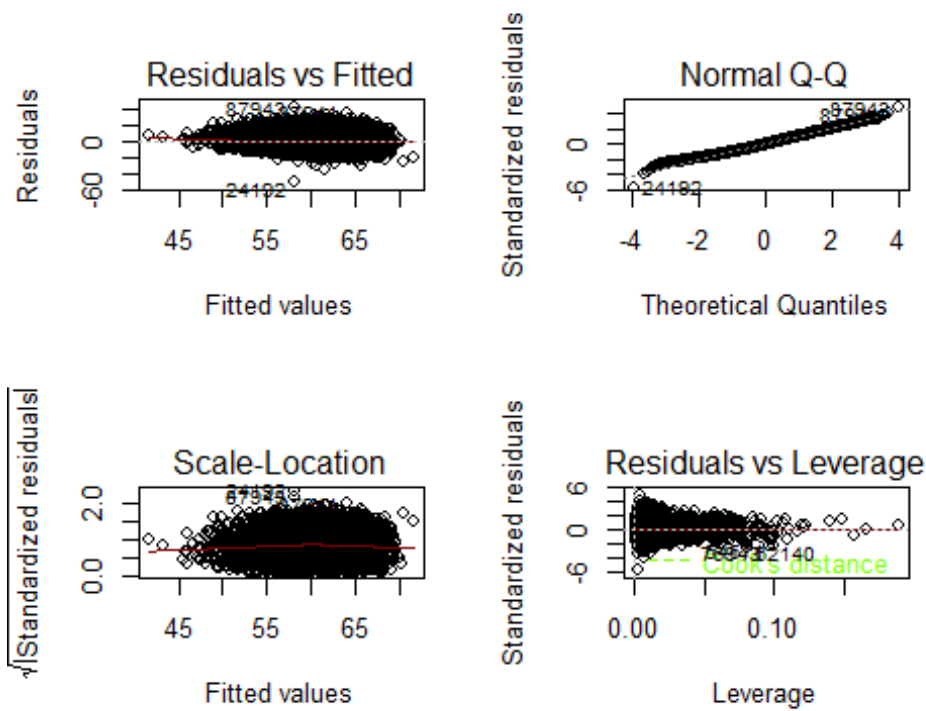 Residuals vs Fitted
Residuals
87943
24192
0
-60
45 55 65
Fitted values
Normal Q-Q
Standardized residuals
87943
24192
0
-6
-4 -2 0 2 4
Theoretical Quantiles
Scale-Location
√|Standardized residuals|
2.0
0.0
45 55 65
Fitted values
Residuals vs Leverage
Standardized residuals
6
0
-6
62140
Cook's distance
0.00 0.10
Leverage